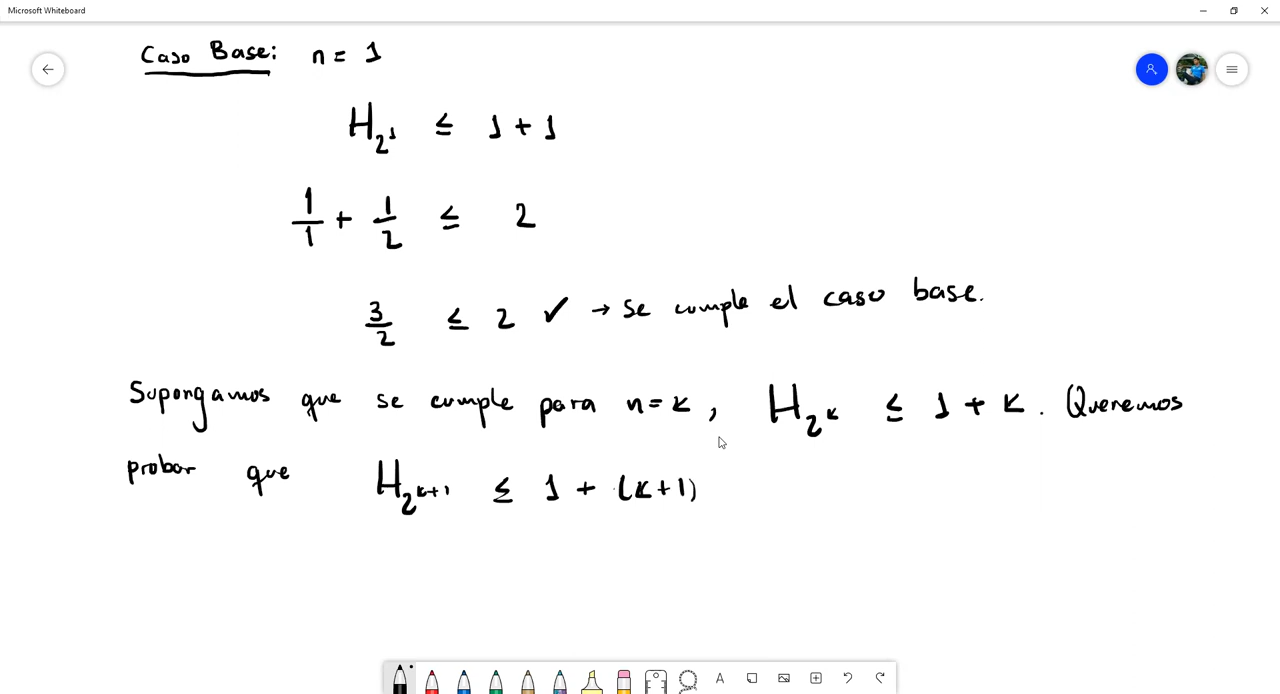 Microsoft Whiteboard
Caso Base: n = 1
H_{2^1} ≤ 1 + 1
1/1 + 1/2 ≤ 2
3/2 ≤ 2 ✓ → Se cumple el caso base.
Supongamos que se cumple para n = k, H_{2^k} ≤ 1 + k. Queremos
probar que H_{2^{k+1}} ≤ 1 + (k+1)